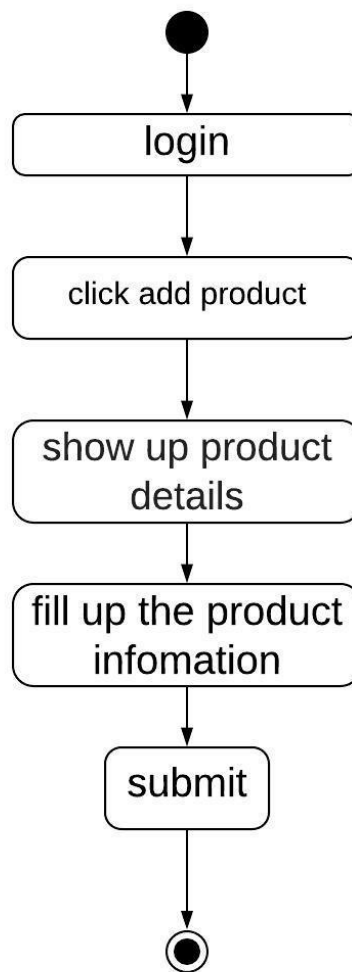 login
click add product
show up product
details
fill up the product
infomation
submit